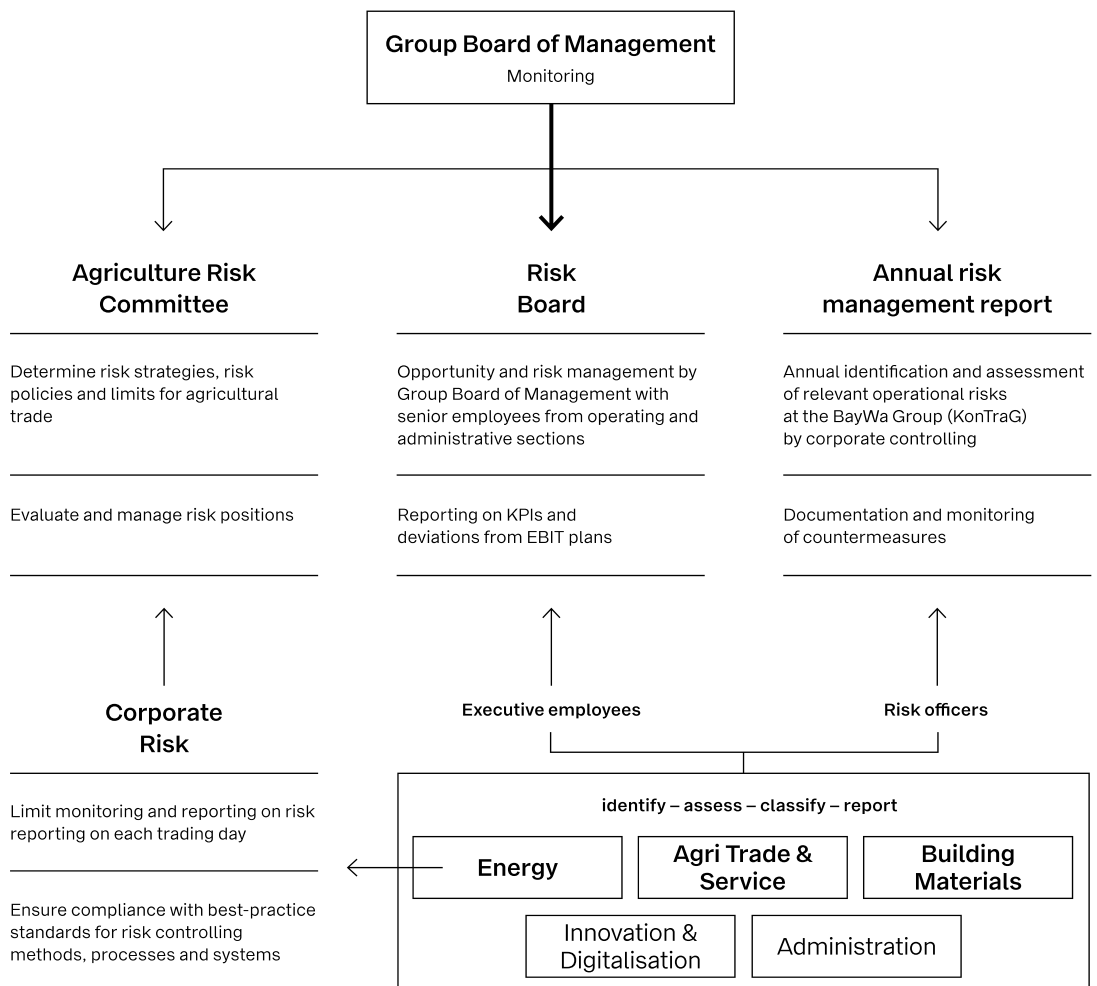 Group Board of Management
Monitoring
Agriculture Risk
Committee
Determine risk strategies, risk
policies and limits for agricultural
trade
Evaluate and manage risk positions
Risk
Board
Opportunity and risk management by
Group Board of Management with
senior employees from operating and
administrative sections
Reporting on KPIs and
deviations from EBIT plans
Annual risk
management report
Annual identification and assessment
of relevant operational risks
at the BayWa Group (KonTraG)
by corporate controlling
Documentation and monitoring
of countermeasures
Corporate
Risk
Limit monitoring and reporting on risk
reporting on each trading day
Ensure compliance with best-practice
standards for risk controlling
methods, processes and systems
Executive employees
Risk officers
identify – assess – classify – report
Energy
Agri Trade &
Service
Building
Materials
Innovation &
Digitalisation
Administration